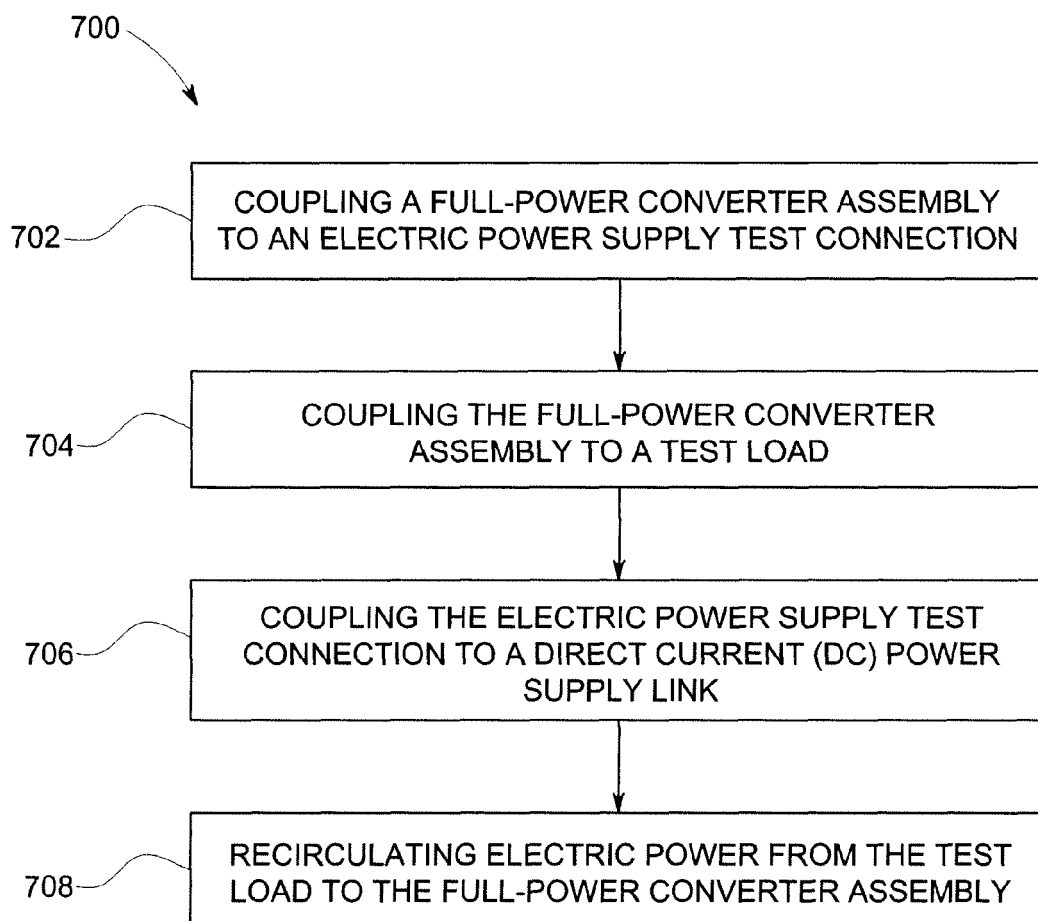 700
702
COUPLING A FULL-POWER CONVERTER ASSEMBLY
TO AN ELECTRIC POWER SUPPLY TEST CONNECTION
704
COUPLING THE FULL-POWER CONVERTER
ASSEMBLY TO A TEST LOAD
706
COUPLING THE ELECTRIC POWER SUPPLY TEST
CONNECTION TO A DIRECT CURRENT (DC) POWER
SUPPLY LINK
708
RECIRCULATING ELECTRIC POWER FROM THE TEST
LOAD TO THE FULL-POWER CONVERTER ASSEMBLY